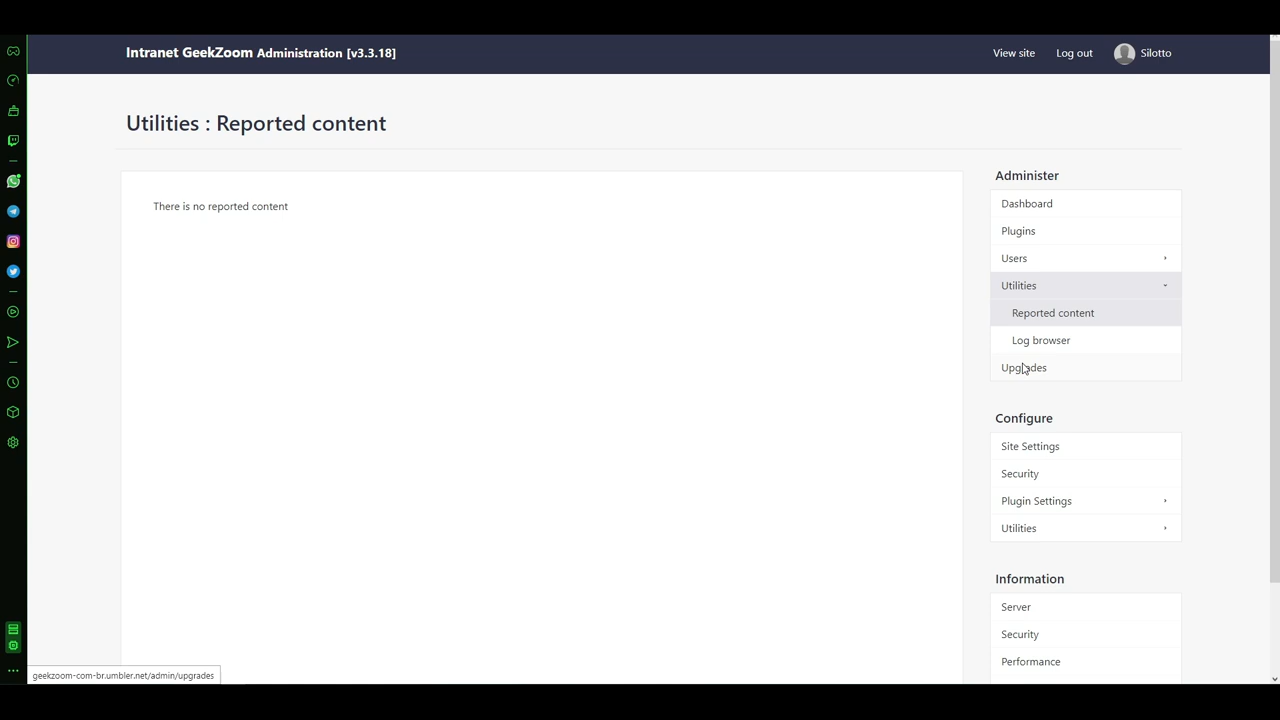 Intranet GeekZoom Administration [v3.3.18]
View site
Log out
Silotto
Utilities : Reported content
There is no reported content
Administer
Dashboard
Plugins
Users
Utilities
Reported content
Log browser
Upgrades
Configure
Site Settings
Security
Plugin Settings
Utilities
Information
Server
Security
Performance
geekzoom-com-br.umbler.net/admin/upgrades